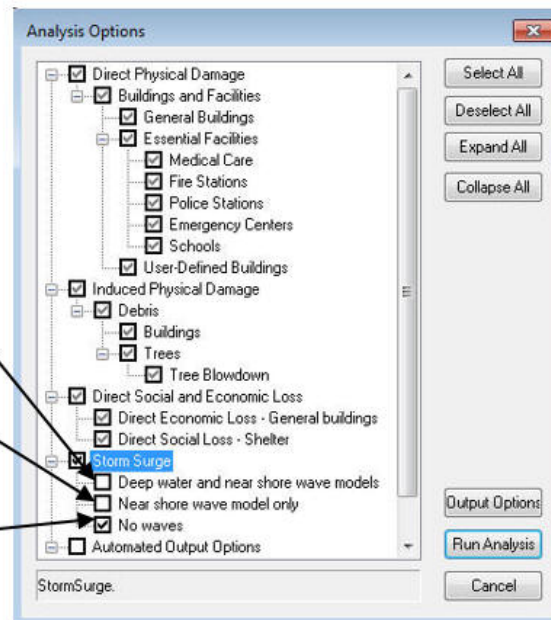 Analysis Options
Direct Physical Damage
Buildings and Facilities
General Buildings
Essential Facilities
Medical Care
Fire Stations
Police Stations
Emergency Centers
Schools
User-Defined Buildings
Induced Physical Damage
Debris
Buildings
Trees
Tree Blowdown
Direct Social and Economic Loss
Direct Economic Loss - General buildings
Direct Social Loss - Shelter
Storm Surge
Deep water and near shore wave models
Near shore wave model only
No waves
Automated Output Options
StormSurge.
Select All
Deselect All
Expand All
Collapse All
Output Options
Run Analysis
Cancel